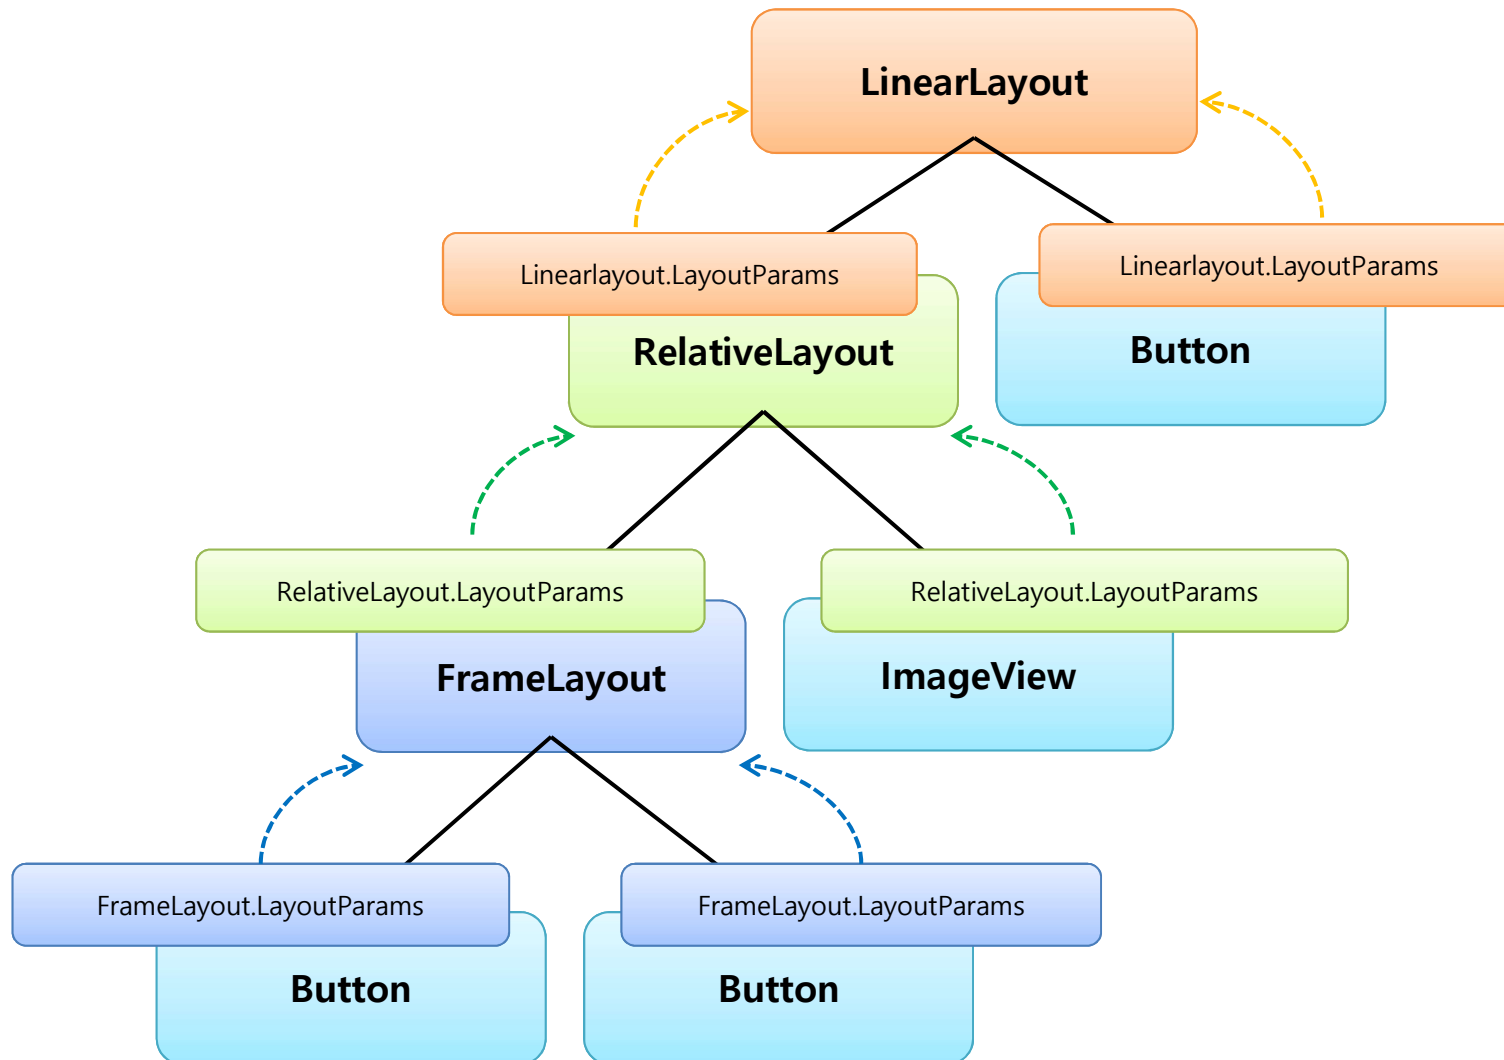 LinearLayout
Linearlayout.LayoutParams
Linearlayout.LayoutParams
RelativeLayout
Button
RelativeLayout.LayoutParams
RelativeLayout.LayoutParams
FrameLayout
ImageView
FrameLayout.LayoutParams
FrameLayout.LayoutParams
Button
Button